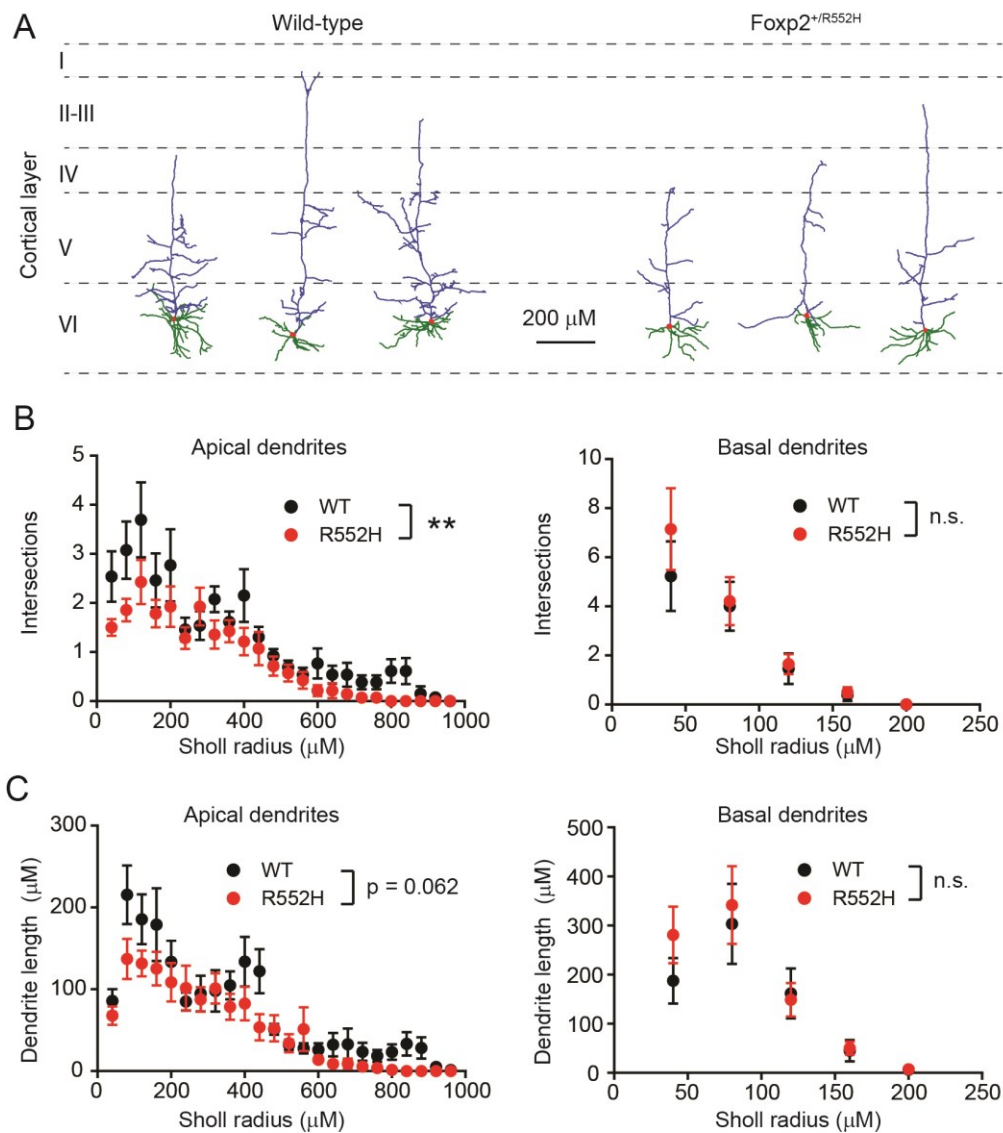 A
Wild-type
Foxp2+/R552H
Cortical layer
I
II-III
IV
V
VI
200 μM
B
Apical dendrites
Intersections
5
4
3
2
1
0
WT
R552H
**
0 200 400 600 800 1000
Sholl radius (μM)
Basal dendrites
Intersections
10
8
6
4
2
0
WT
R552H
n.s.
0 50 100 150 200 250
Sholl radius (μM)
C
Apical dendrites
Dendrite length (μM)
300
200
100
0
WT
R552H
p = 0.062
0 200 400 600 800 1000
Sholl radius (μM)
Basal dendrites
Dendrite length (μM)
500
400
300
200
100
0
WT
R552H
n.s.
0 50 100 150 200 250
Sholl radius (μM)